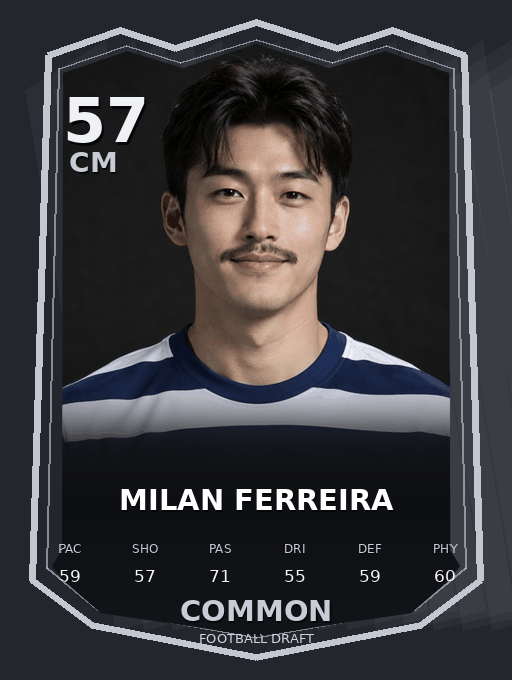 57
CM
MILAN FERREIRA
PAC SHO PAS DRI DEF PHY
59 57 71 55 59 60
COMMON
FOOTBALL DRAFT